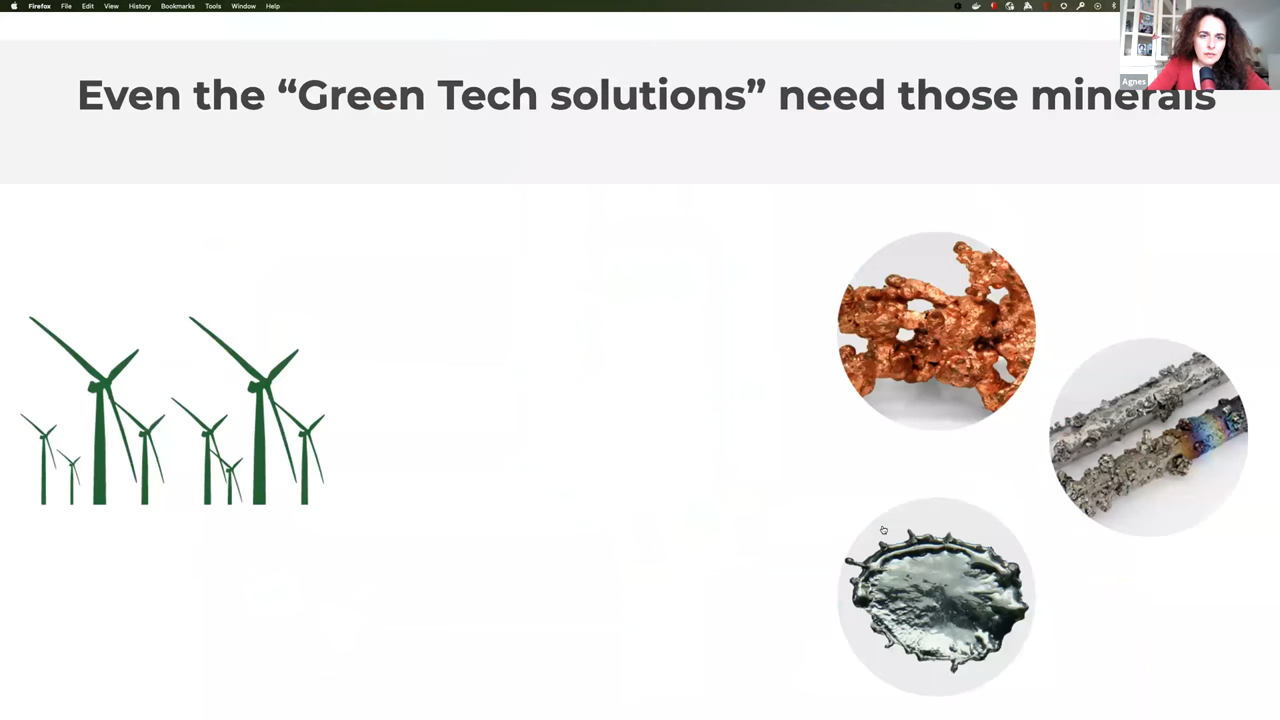 Firefox File Edit View History Bookmarks Tools Window Help
Agnes
Even the “Green Tech solutions” need those minerals